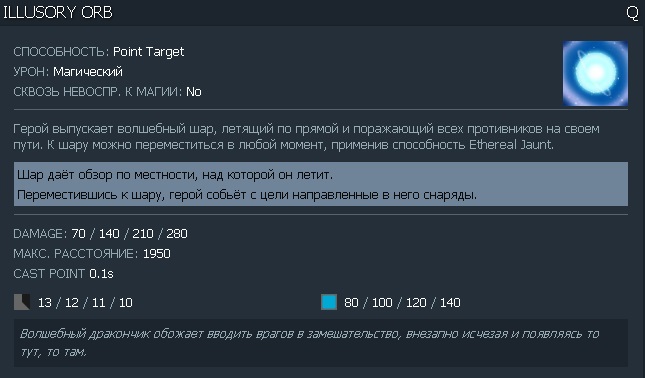 ILLUSORY ORB Q
СПОСОБНОСТЬ: Point Target
УРОН: Магический
СКВОЗЬ НЕВОСПР. К МАГИИ: No
Герой выпускает волшебный шар, летящий по прямой и поражающий всех противников на своем
пути. К шару можно переместиться в любой момент, применив способность Ethereal Jaunt.
Шар даёт обзор по местности, над которой он летит.
Переместившись к шару, герой собьёт с цели направленные в него снаряды.
DAMAGE: 70 / 140 / 210 / 280
МАКС. РАССТОЯНИЕ: 1950
CAST POINT 0.1s
13 / 12 / 11 / 10 80 / 100 / 120 / 140
Волшебный дракончик обожает вводить врагов в замешательство, внезапно исчезая и появляясь то
тут, то там.